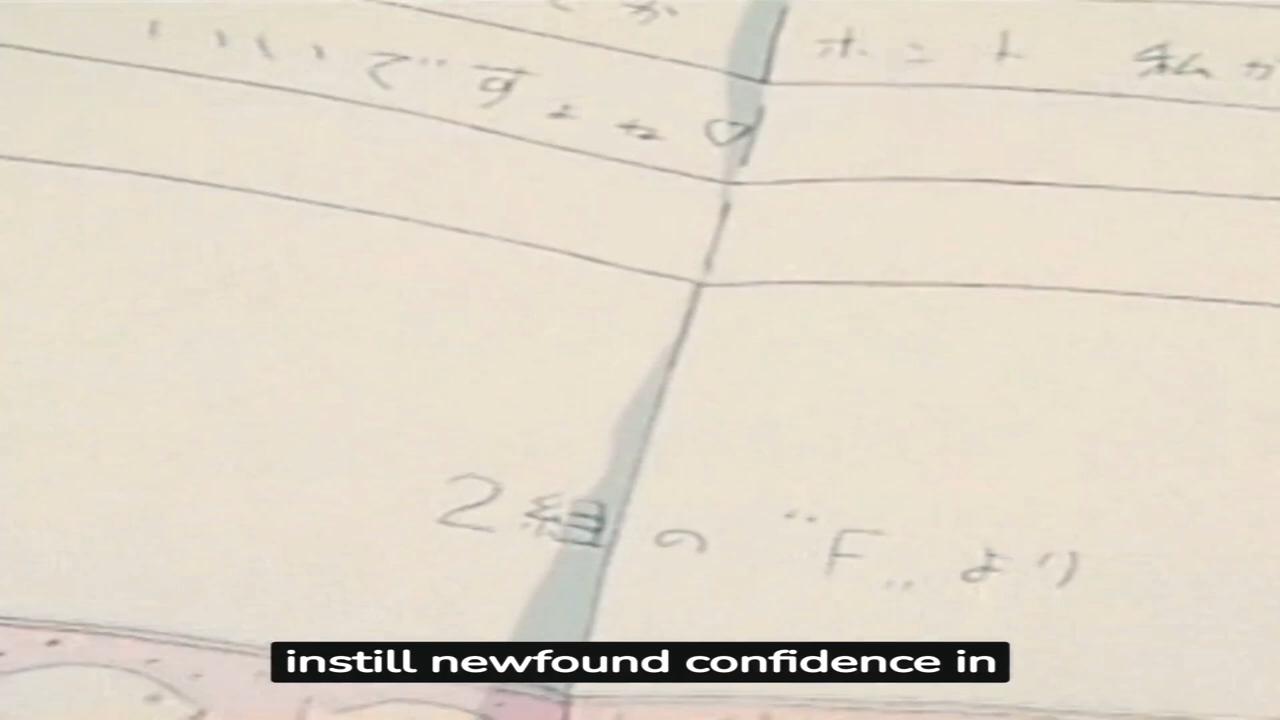 ホント 私が
いいですよね♡
2組の "F„ より
instill newfound confidence in